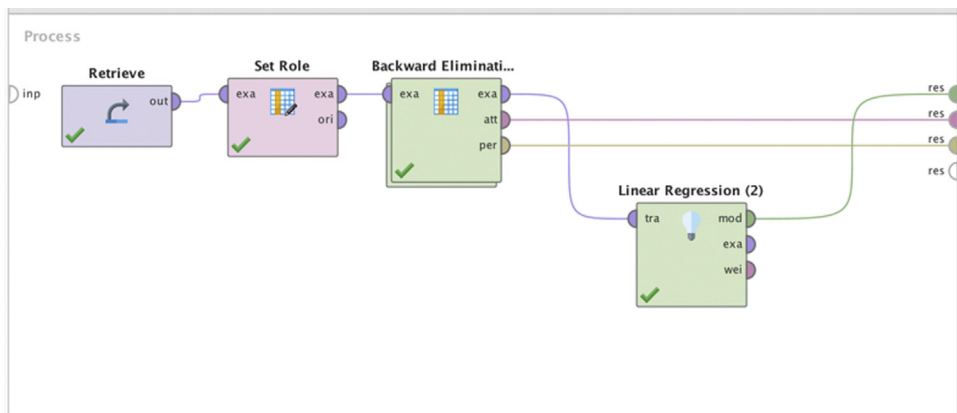 Process
inp
Retrieve
out
Set Role
exa
exa
ori
Backward Eliminati...
exa
exa
att
per
Linear Regression (2)
tra
mod
exa
wei
res
res
res
res